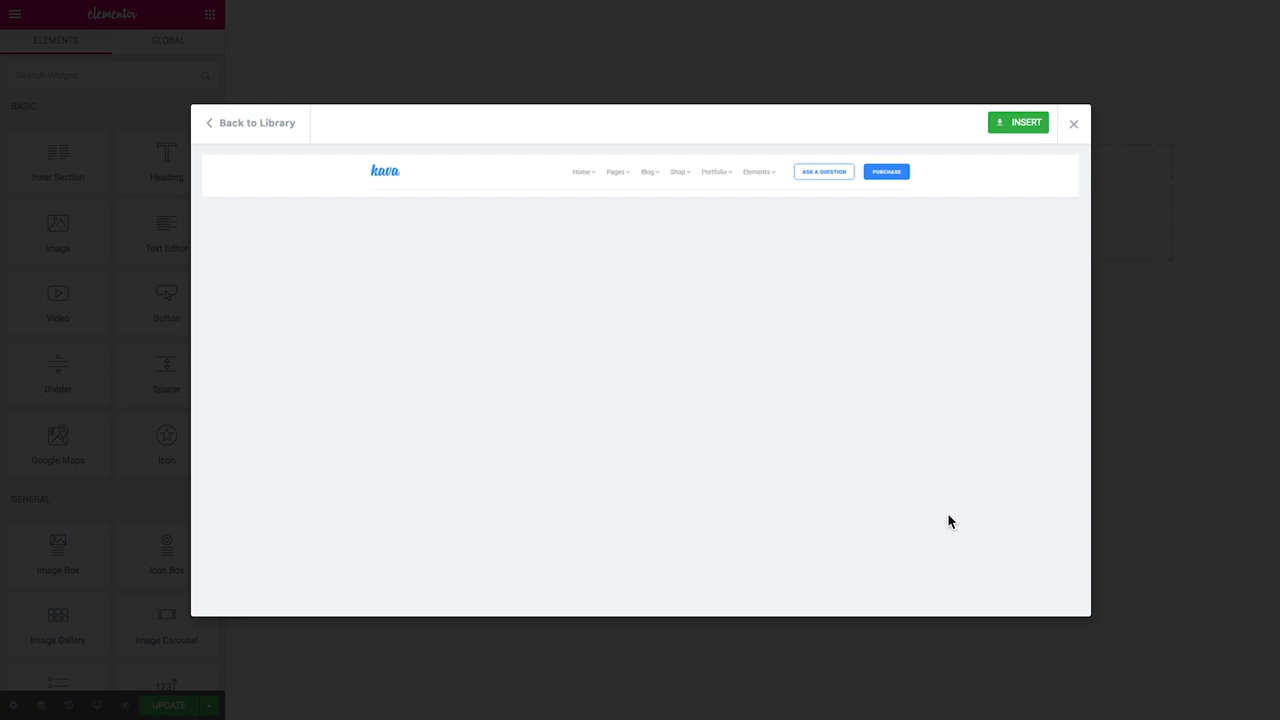 elementor
ELEMENTS GLOBAL
Search Widget...
BASIC
Inner Section Heading
Image Text Editor
Video Button
Divider Spacer
Google Maps Icon
GENERAL
Image Box Icon Box
Image Gallery Image Carousel
123
UPDATE
Back to Library INSERT
kava Home Pages Blog Shop Portfolio Elements ASK A QUESTION PURCHASE